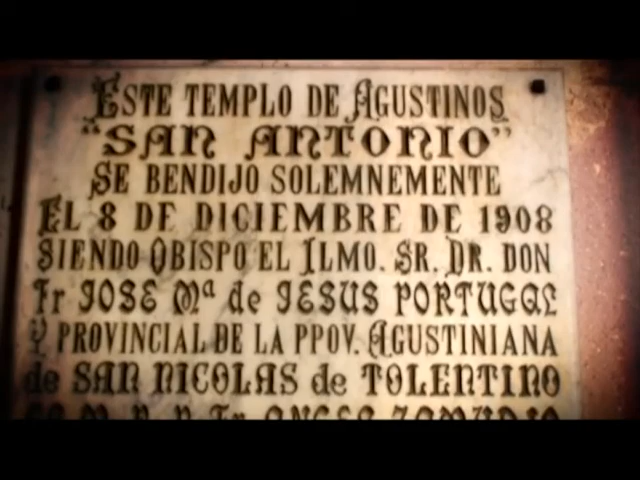 ESTE TEMPLO DE AGUSTINOS
"SAN ANTONIO"
SE BENDIJO SOLEMNEMENTE
EL 8 DE DICIEMBRE DE 1908
SIENDO OBISPO EL ILMO. SR. DR. DON
Fr JOSE Mª de JESUS PORTUGAL
Y PROVINCIAL DE LA PPOV. AGUSTINIANA
de SAN NICOLAS de TOLENTINO